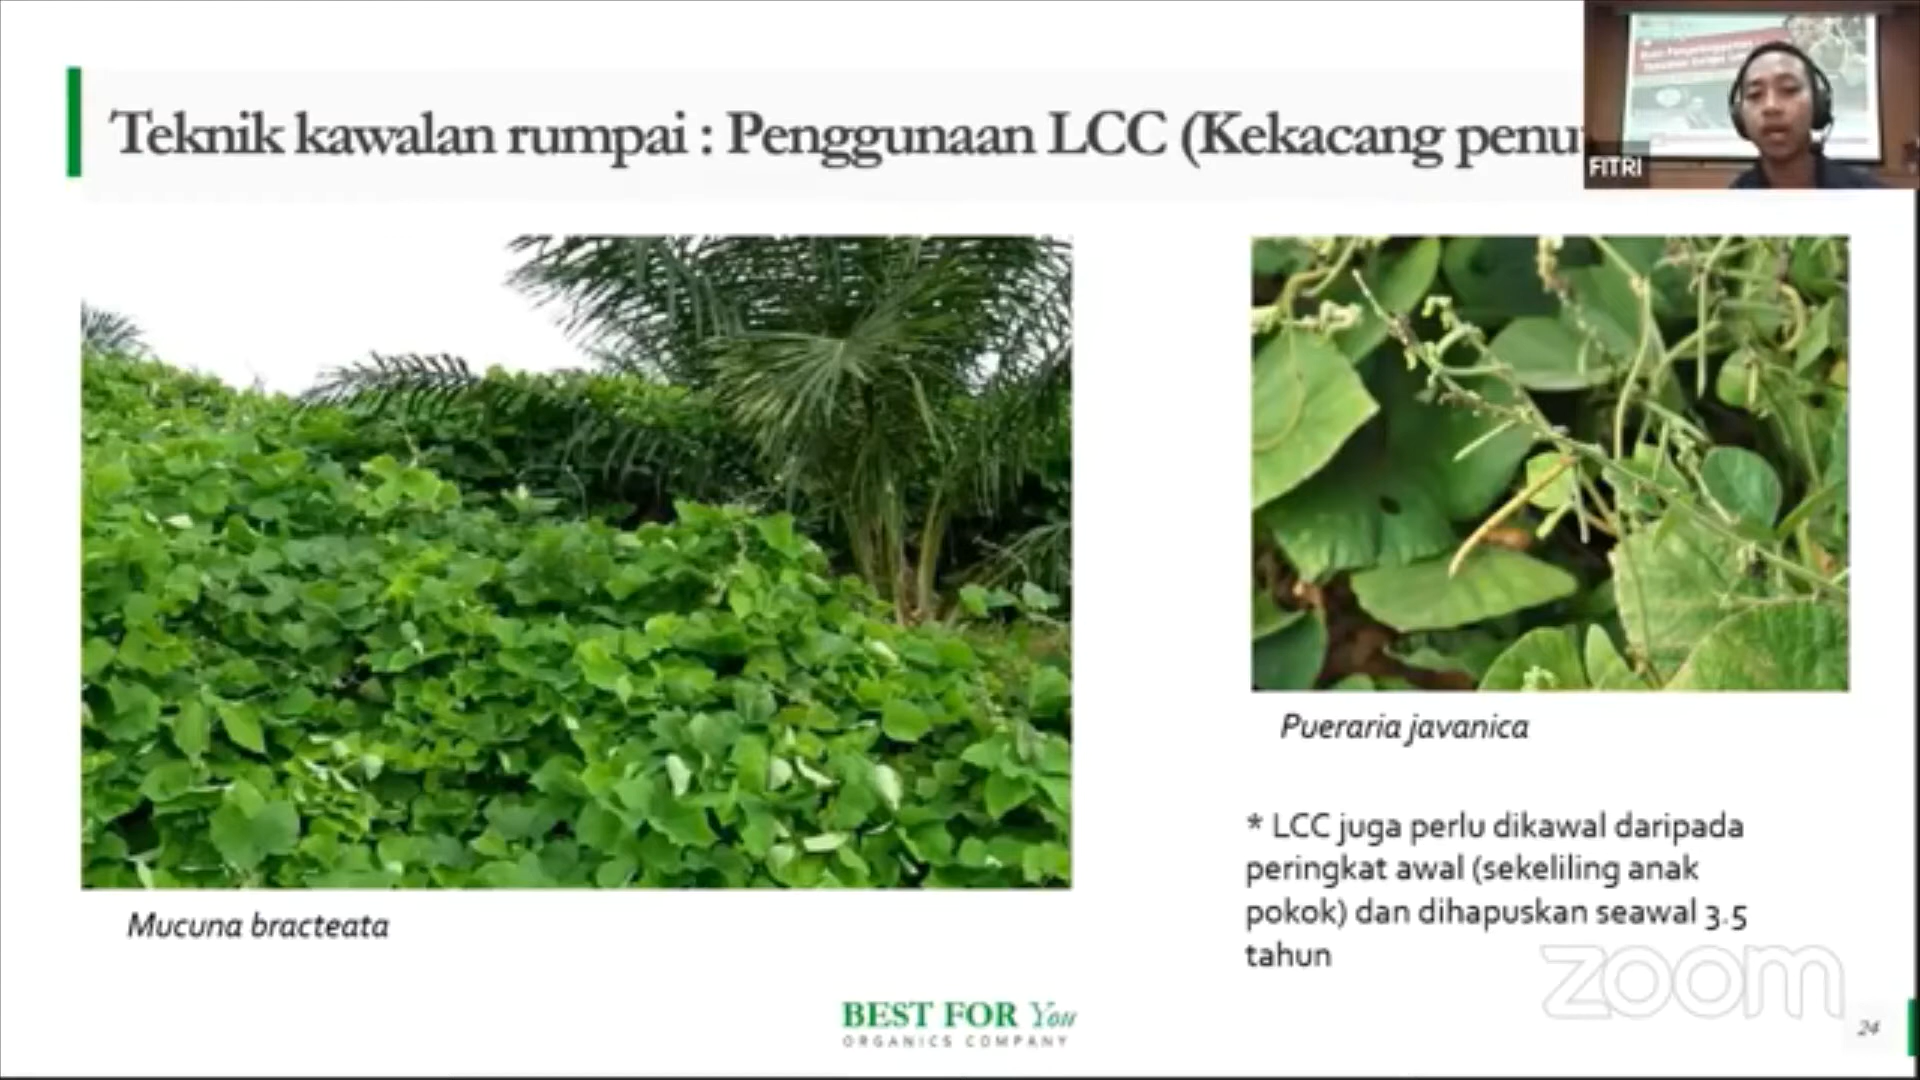 Teknik kawalan rumpai : Penggunaan LCC (Kekacang
FITRI
Mucuna bracteata
Pueraria javanica
* LCC juga perlu dikawal daripada
peringkat awal (sekeliling anak
pokok) dan dihapuskan seawal 3.5
tahun
zoom
BEST FOR You
ORGANICS COMPANY
24